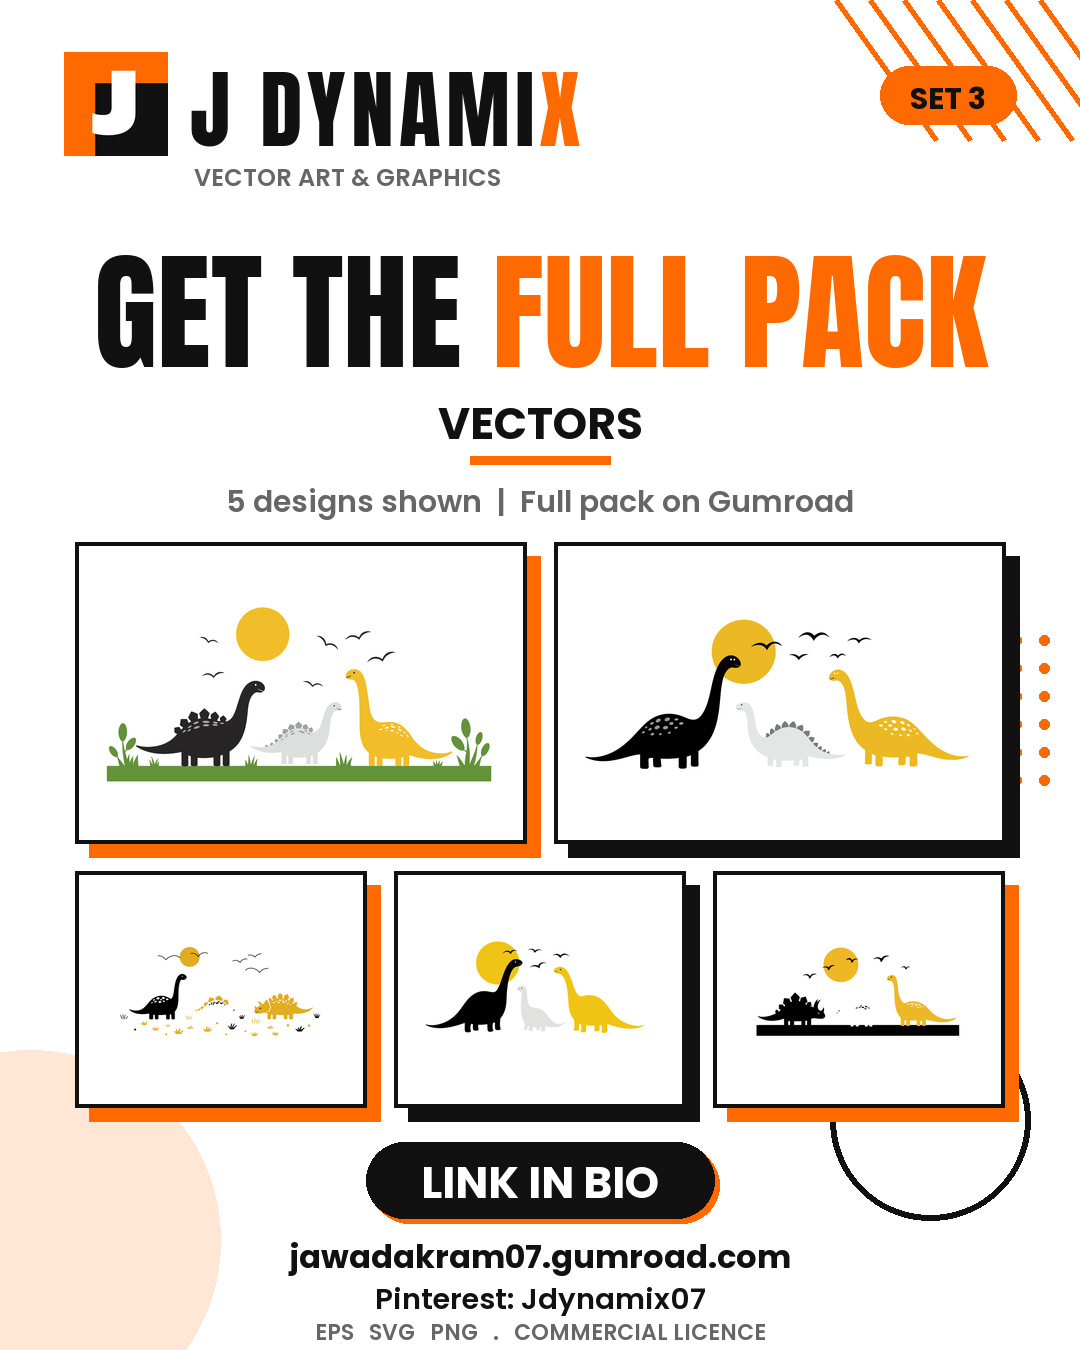 J
J DYNAMIX
VECTOR ART & GRAPHICS
SET 3
GET THE FULL PACK
VECTORS
5 designs shown | Full pack on Gumroad
LINK IN BIO
jawadakram07.gumroad.com
Pinterest: Jdynamix07
EPS SVG PNG . COMMERCIAL LICENCE